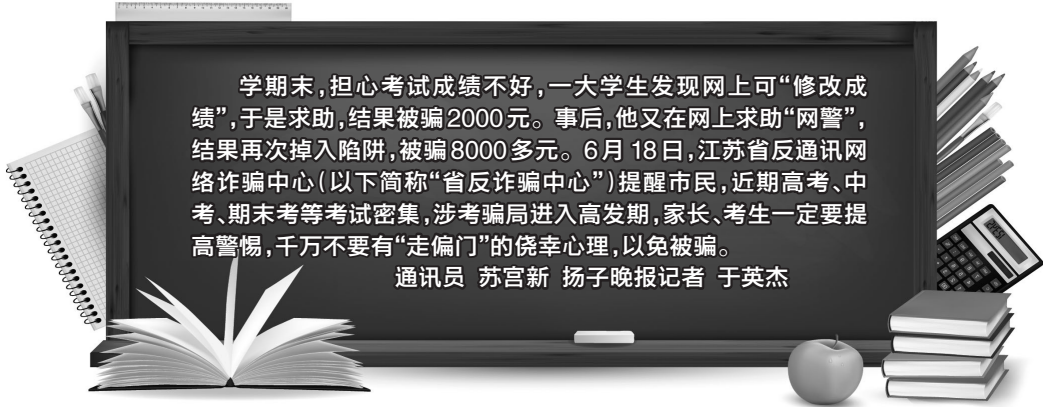 学期末，担心考试成绩不好，一大学生发现网上可“修改成
绩”，于是求助，结果被骗2000元。事后，他又在网上求助“网警”，
结果再次掉入陷阱，被骗8000多元。6月18日，江苏省反通讯网
络诈骗中心（以下简称“省反诈骗中心”）提醒市民，近期高考、中
考、期末考等考试密集，涉考骗局进入高发期，家长、考生一定要提
高警惕，千万不要有“走偏门”的侥幸心理，以免被骗。
通讯员 苏宫新 扬子晚报记者 于英杰